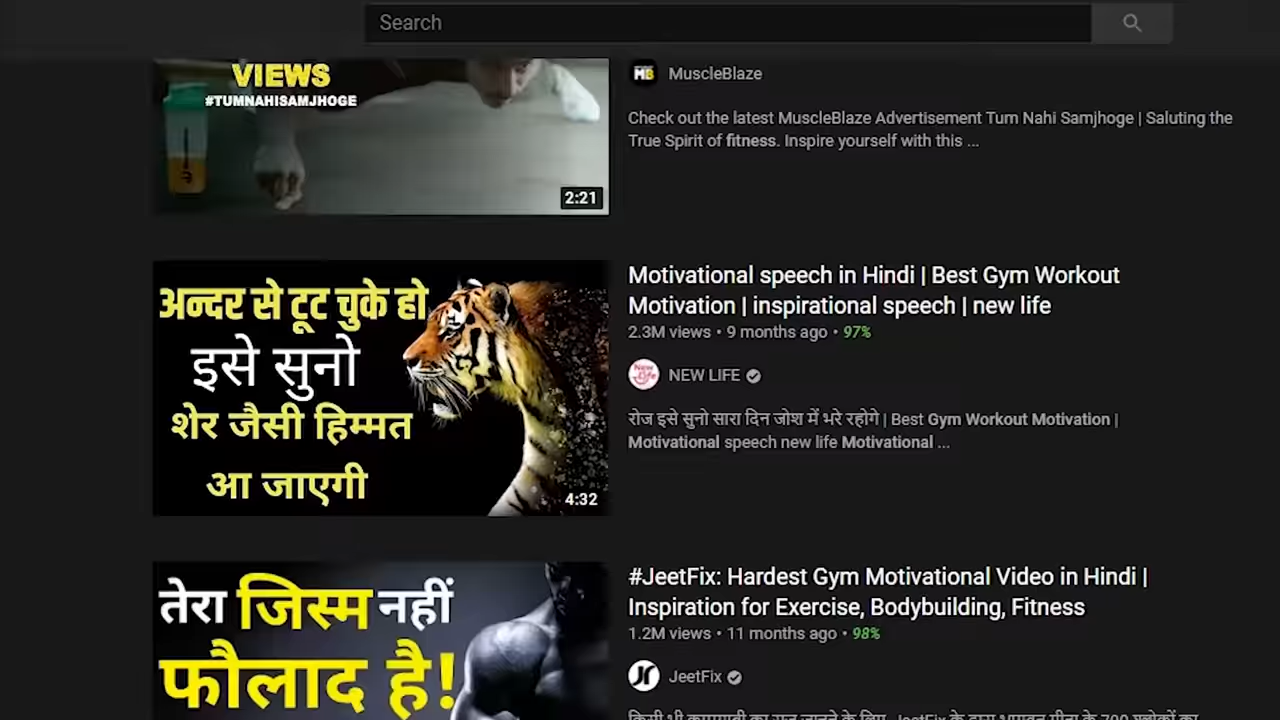 Search
VIEWS
#TUMNAHISAMJHOGE
2:21
MuscleBlaze
Check out the latest MuscleBlaze Advertisement Tum Nahi Samjhoge | Saluting the
True Spirit of fitness. Inspire yourself with this ...
अन्दर से टूट चुके हो
इसे सुनो
शेर जैसी हिम्मत
आ जाएगी
4:32
Motivational speech in Hindi | Best Gym Workout
Motivation | inspirational speech | new life
2.3M views • 9 months ago • 97%
NEW LIFE
रोज इसे सुनो सारा दिन जोश में भरे रहोगे | Best Gym Workout Motivation |
Motivational speech new life Motivational ...
तेरा जिस्म नहीं
फौलाद है!
#JeetFix: Hardest Gym Motivational Video in Hindi |
Inspiration for Exercise, Bodybuilding, Fitness
1.2M views • 11 months ago • 98%
JeetFix